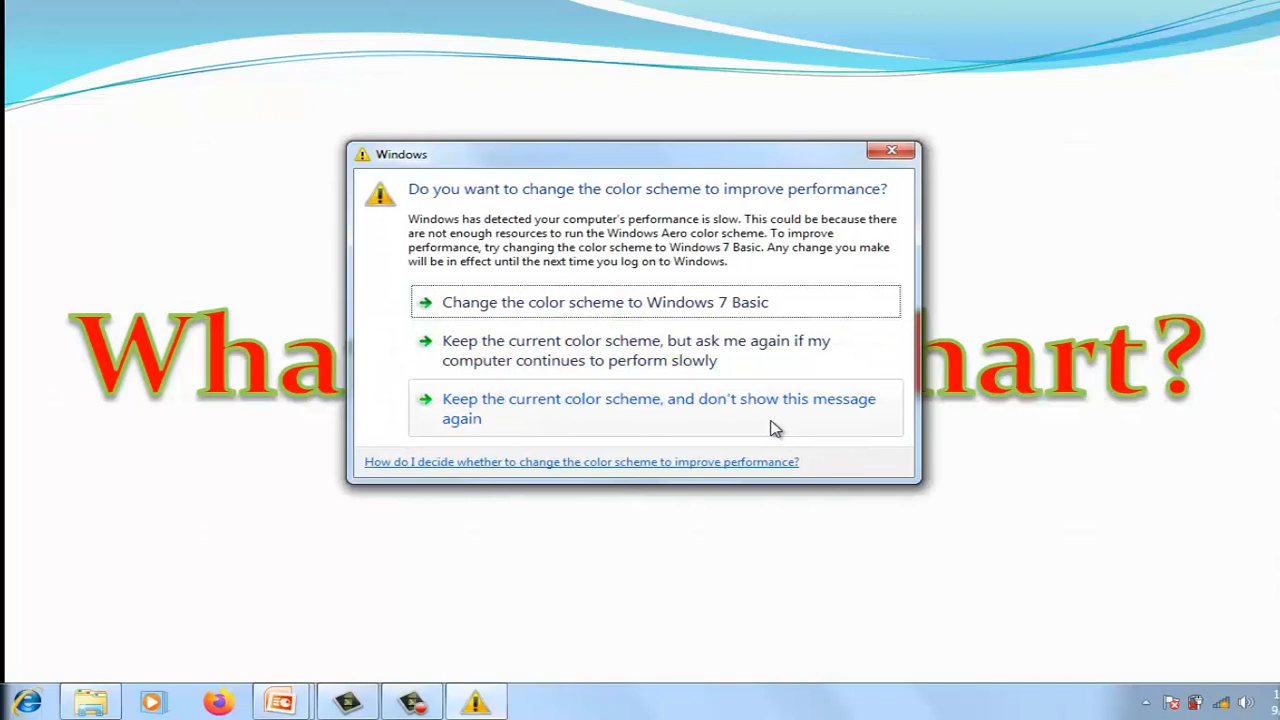 Windows
Do you want to change the color scheme to improve performance?
Windows has detected your computer's performance is slow. This could be because there
are not enough resources to run the Windows Aero color scheme. To improve
performance, try changing the color scheme to Windows 7 Basic. Any change you make
will be in effect until the next time you log on to Windows.
Change the color scheme to Windows 7 Basic
Keep the current color scheme, but ask me again if my
computer continues to perform slowly
Keep the current color scheme, and don't show this message
again
How do I decide whether to change the color scheme to improve performance?